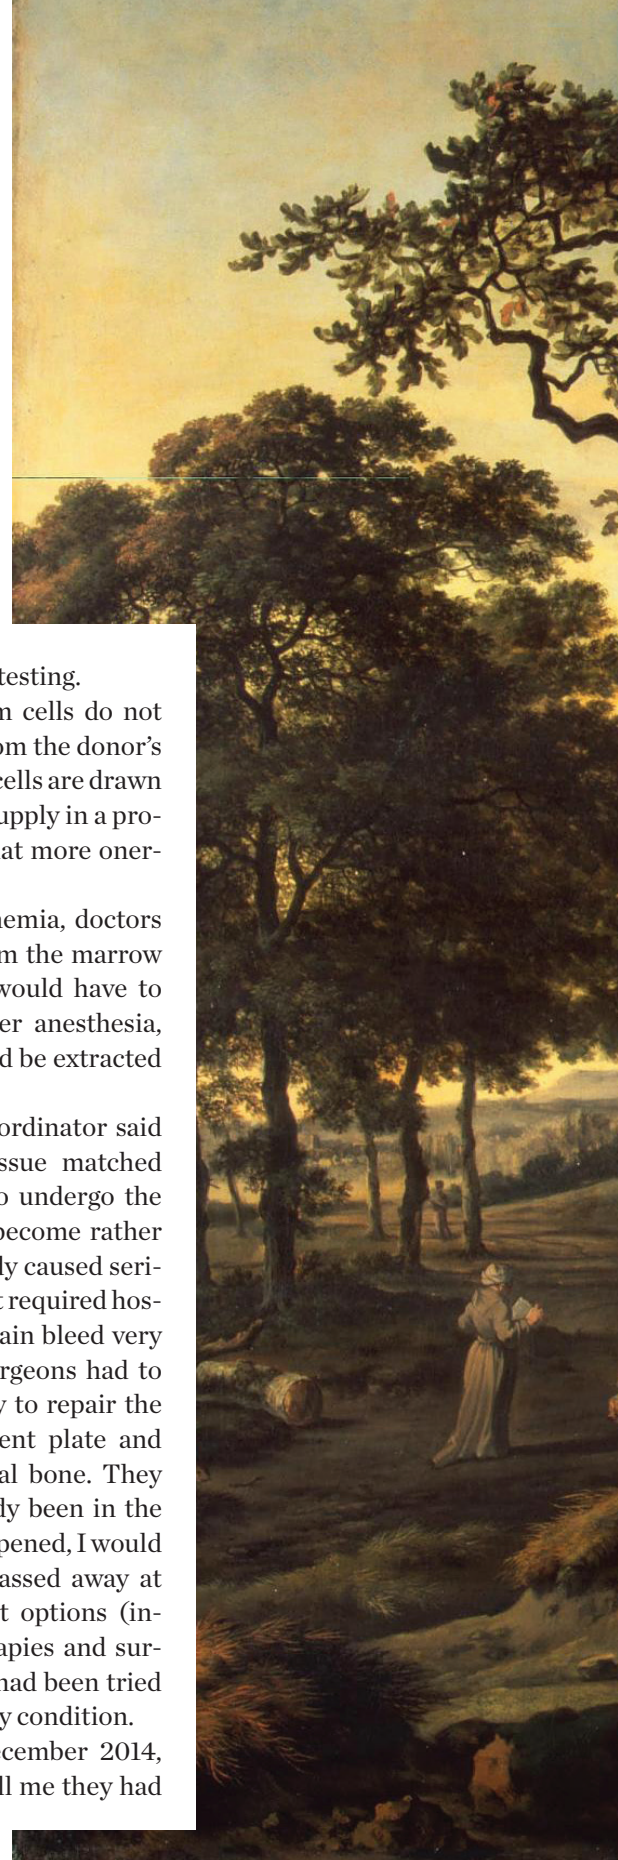 testing.
m cells do not
om the donor's
cells are drawn
upply in a pro-
at more oner-
nemia, doctors
m the marrow
would have to
er anesthesia,
d be extracted
ordinator said
issue matched
o undergo the
become rather
ly caused seri-
t required hos-
ain bleed very
rgeons had to
y to repair the
ent plate and
al bone. They
dy been in the
pened, I would
assed away at
t options (in-
apies and sur-
had been tried
y condition.
ecember 2014,
ll me they had